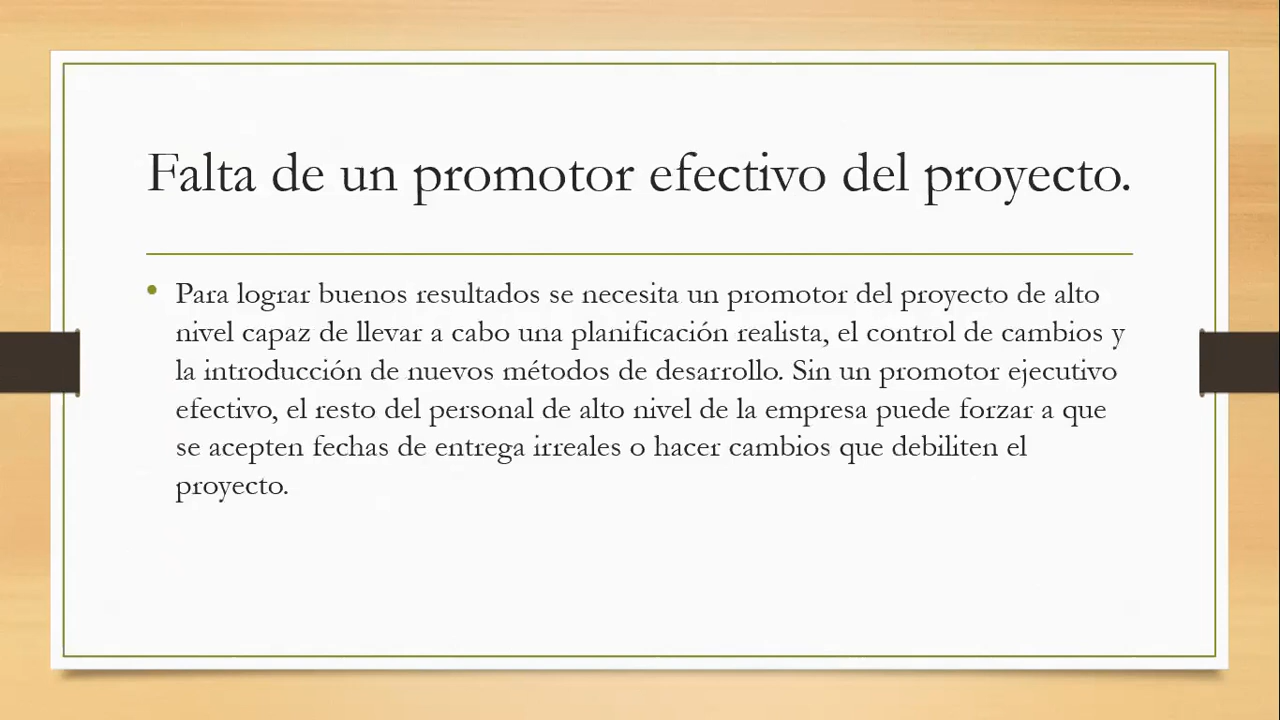 Falta de un promotor efectivo del proyecto.
• Para lograr buenos resultados se necesita un promotor del proyecto de alto
nivel capaz de llevar a cabo una planificación realista, el control de cambios y
la introducción de nuevos métodos de desarrollo. Sin un promotor ejecutivo
efectivo, el resto del personal de alto nivel de la empresa puede forzar a que
se acepten fechas de entrega irreales o hacer cambios que debiliten el
proyecto.